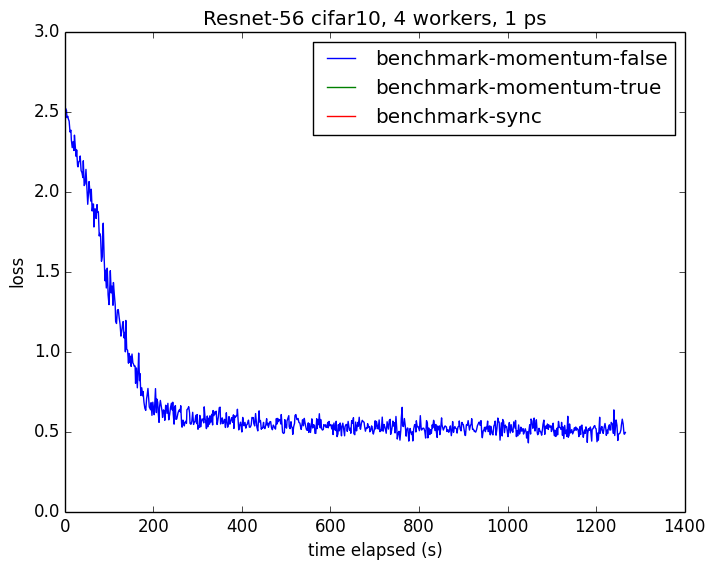 Resnet-56 cifar10, 4 workers, 1 ps
3.0
benchmark-momentum-false
benchmark-momentum-true
benchmark-sync
2.5
2.0
1.5
1.0
0.5
0.0
loss
0 200 400 600 800 1000 1200 1400
time elapsed (s)